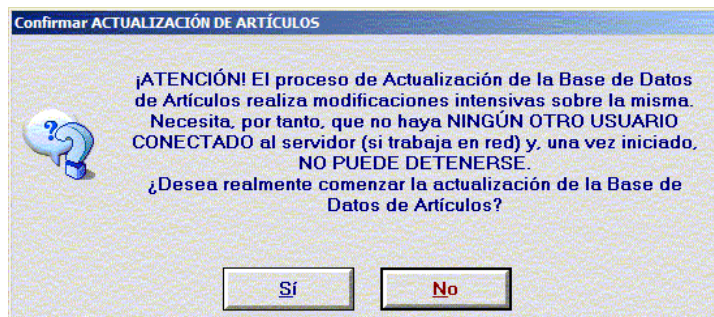 Confirmar ACTUALIZACIÓN DE ARTÍCULOS
¡ATENCIÓN! El proceso de Actualización de la Base de Datos
de Artículos realiza modificaciones intensivas sobre la misma.
Necesita, por tanto, que no haya NINGÚN OTRO USUARIO
CONECTADO al servidor (si trabaja en red) y, una vez iniciado,
NO PUEDE DETENERSE.
¿Desea realmente comenzar la actualización de la Base de
Datos de Artículos?
Sí No